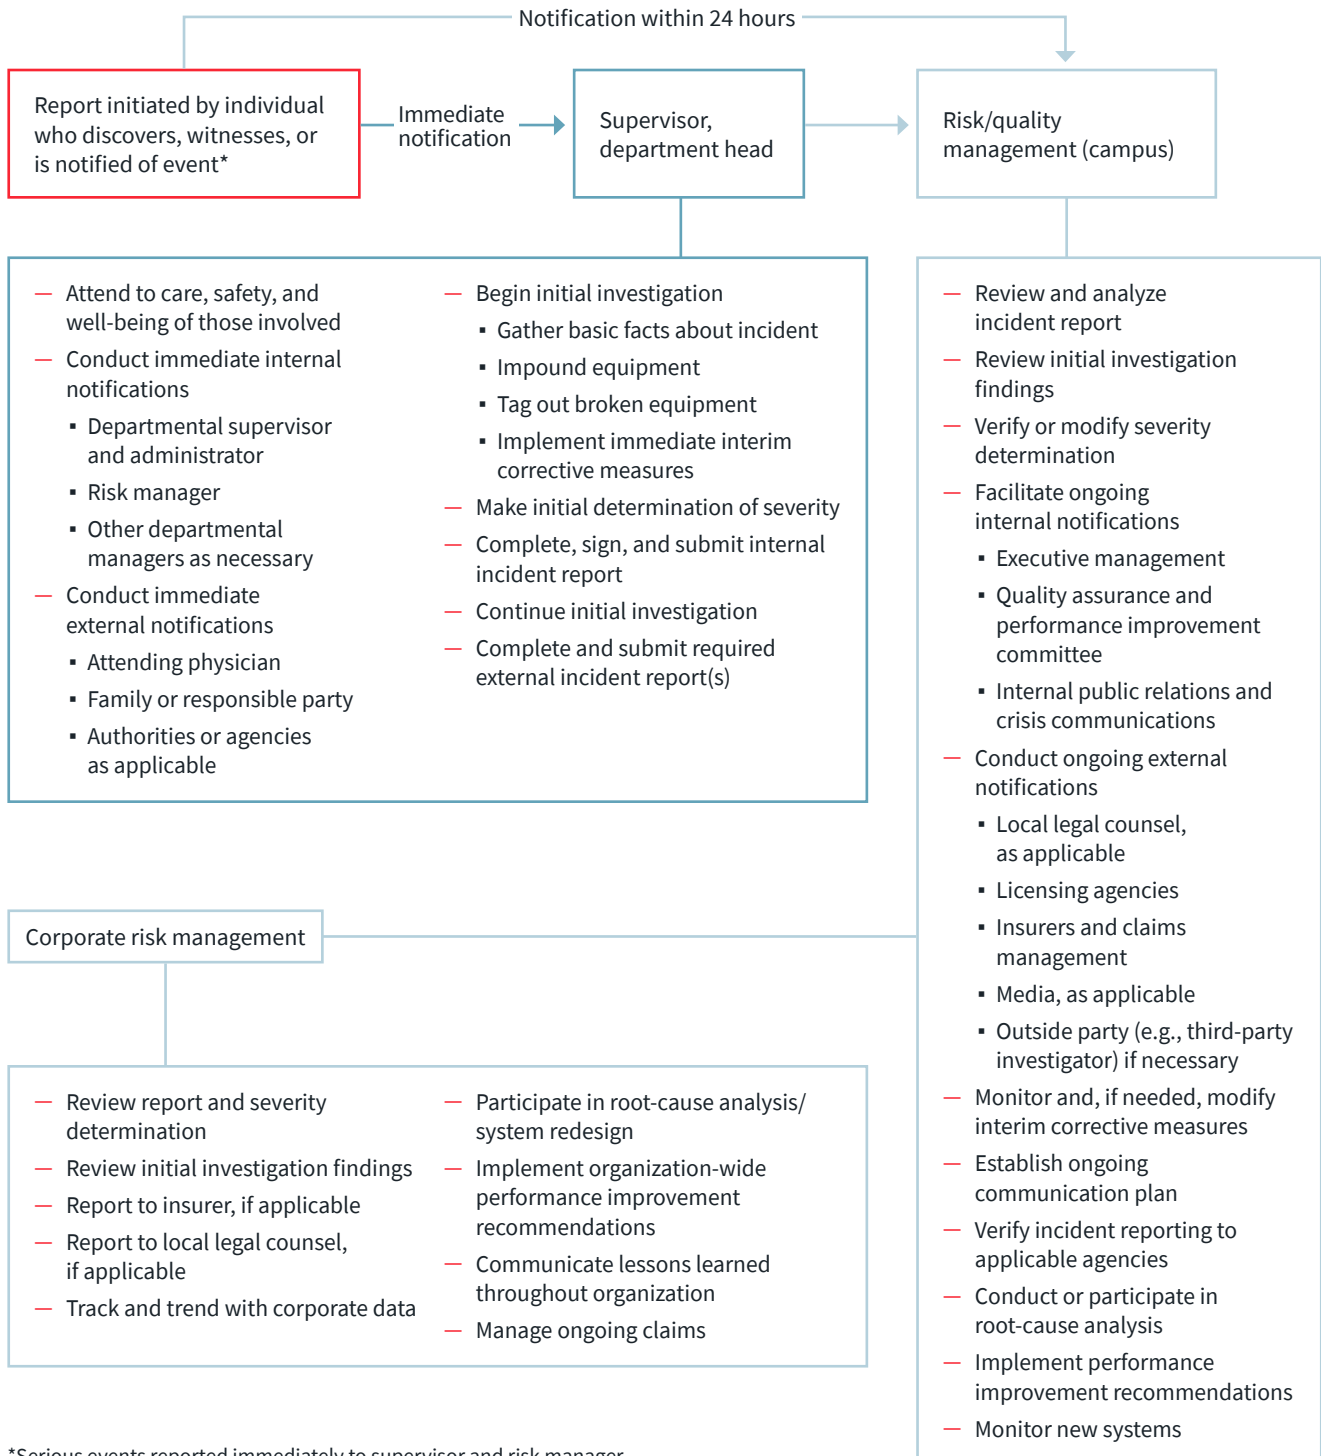 Notification within 24 hours
Report initiated by individual
who discovers, witnesses, or
is notified of event*
Immediate
notification
Supervisor,
department head
Risk/quality
management (campus)
— Attend to care, safety, and
well-being of those involved
— Conduct immediate internal
notifications
▪ Departmental supervisor
and administrator
▪ Risk manager
▪ Other departmental
managers as necessary
— Conduct immediate
external notifications
▪ Attending physician
▪ Family or responsible party
▪ Authorities or agencies
as applicable
— Begin initial investigation
▪ Gather basic facts about incident
▪ Impound equipment
▪ Tag out broken equipment
▪ Implement immediate interim
corrective measures
— Make initial determination of severity
— Complete, sign, and submit internal
incident report
— Continue initial investigation
— Complete and submit required
external incident report(s)
— Review and analyze
incident report
— Review initial investigation
findings
— Verify or modify severity
determination
— Facilitate ongoing
internal notifications
▪ Executive management
▪ Quality assurance and
performance improvement
committee
▪ Internal public relations and
crisis communications
— Conduct ongoing external
notifications
▪ Local legal counsel,
as applicable
▪ Licensing agencies
▪ Insurers and claims
management
▪ Media, as applicable
▪ Outside party (e.g., third-party
investigator) if necessary
— Monitor and, if needed, modify
interim corrective measures
— Establish ongoing
communication plan
— Verify incident reporting to
applicable agencies
— Conduct or participate in
root-cause analysis
— Implement performance
improvement recommendations
— Monitor new systems
Corporate risk management
— Review report and severity
determination
— Review initial investigation findings
— Report to insurer, if applicable
— Report to local legal counsel,
if applicable
— Track and trend with corporate data
— Participate in root-cause analysis/
system redesign
— Implement organization-wide
performance improvement
recommendations
— Communicate lessons learned
throughout organization
— Manage ongoing claims
*Serious events reported immediately to supervisor and risk manager